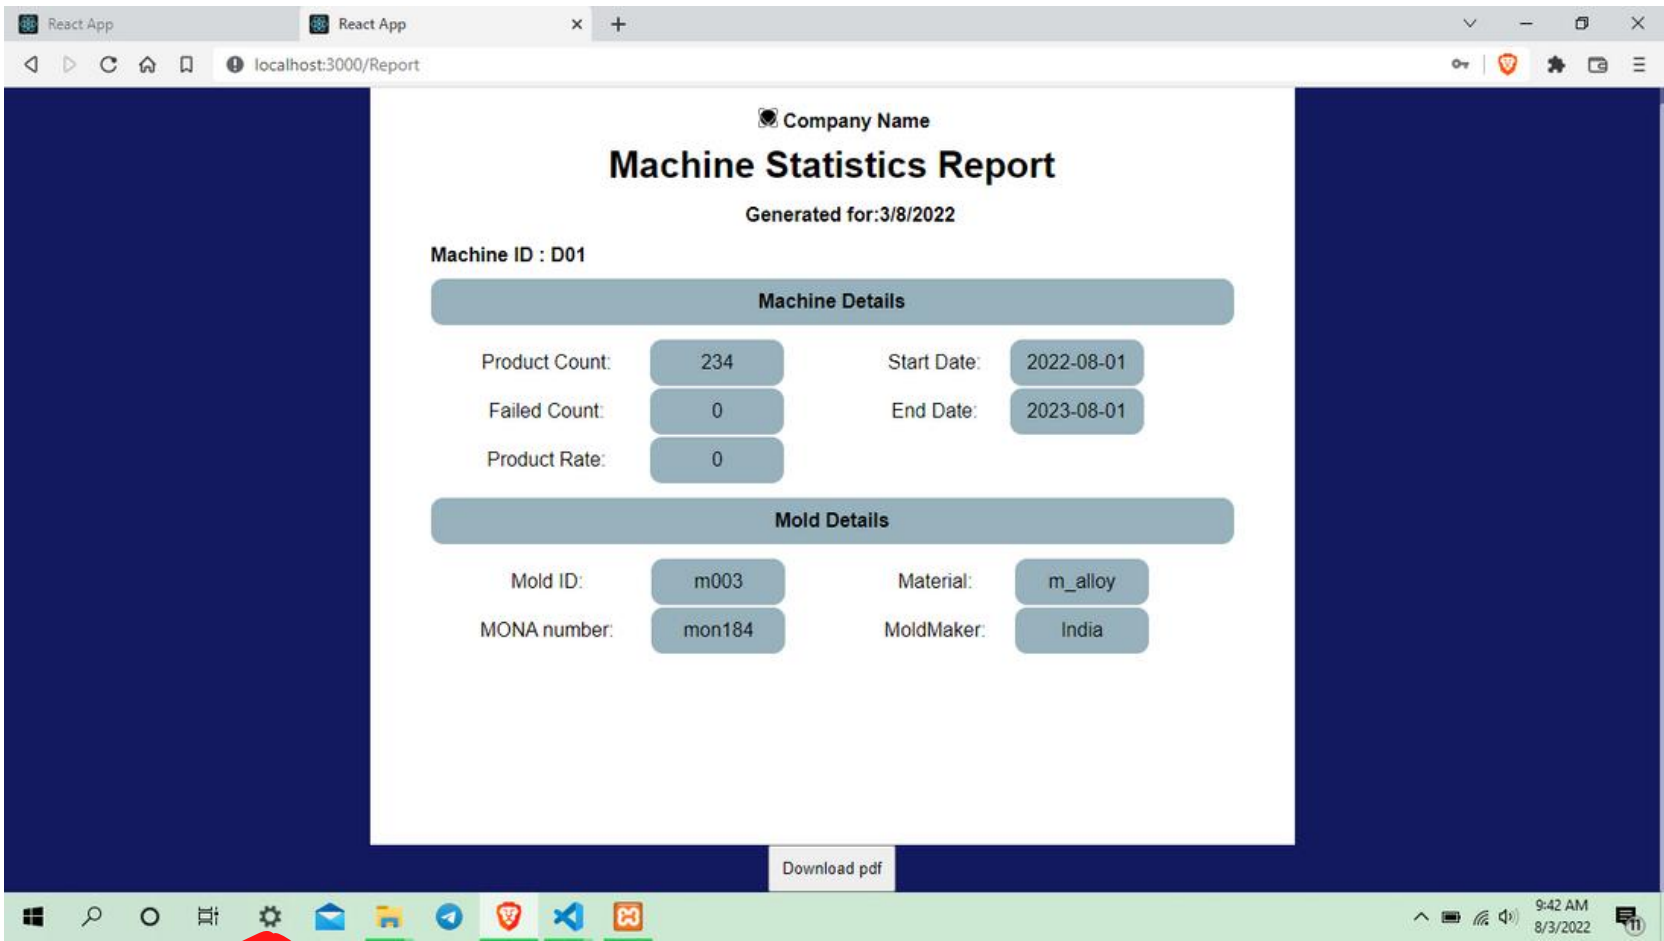 React App
React App
localhost:3000/Report
Company Name
Machine Statistics Report
Generated for:3/8/2022
Machine ID : D01
Machine Details
Product Count: 234 Start Date: 2022-08-01
Failed Count: 0 End Date: 2023-08-01
Product Rate: 0
Mold Details
Mold ID: m003 Material: m_alloy
MONA number: mon184 MoldMaker: India
Download pdf
9:42 AM
8/3/2022
11